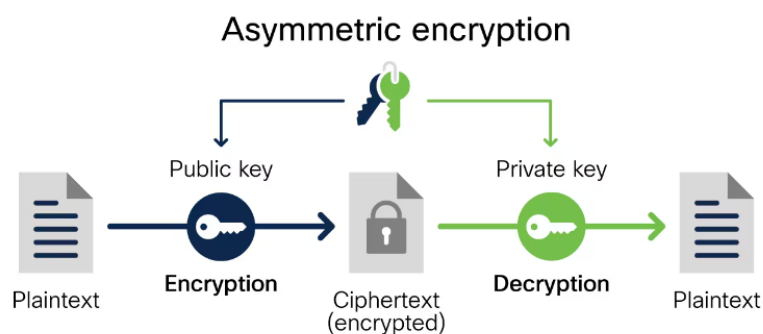 Asymmetric encryption
Public key
Private key
Encryption
Decryption
Plaintext
Ciphertext
(encrypted)
Plaintext